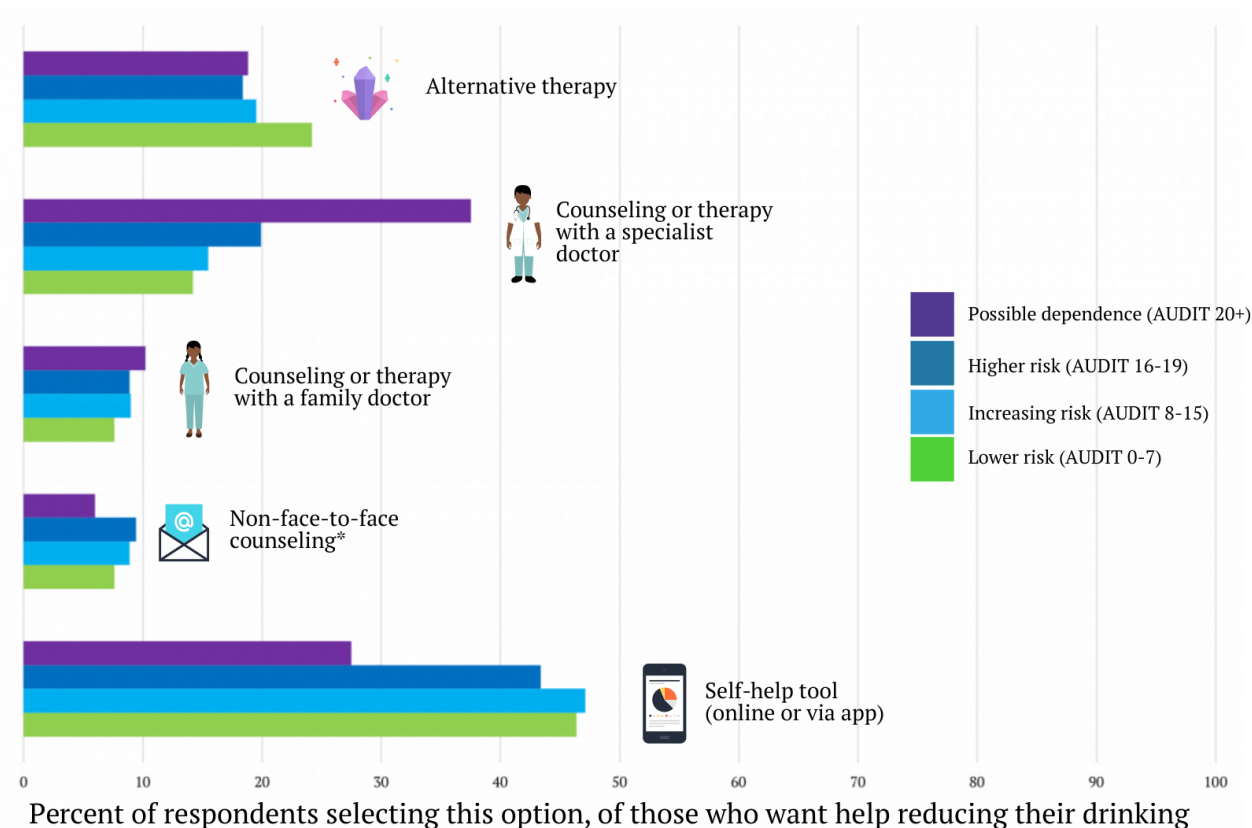 Alternative therapy
Counseling or therapy
with a specialist
doctor
Possible dependence (AUDIT 20+)
Higher risk (AUDIT 16-19)
Increasing risk (AUDIT 8-15)
Lower risk (AUDIT 0-7)
Counseling or therapy
with a family doctor
@
Non-face-to-face
counseling*
Self-help tool
(online or via app)
0 10 20 30 40 50 60 70 80 90 100
Percent of respondents selecting this option, of those who want help reducing their drinking